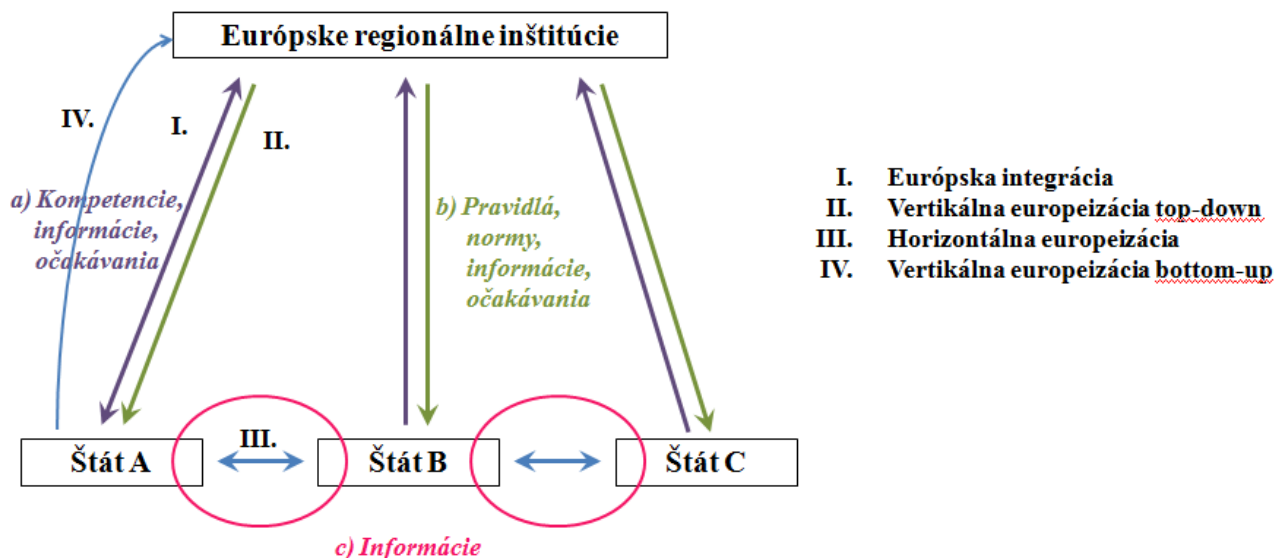 Európske regionálne inštitúcie
IV.
I.
II.
a) Kompetencie,
informácie,
očakávania
b) Pravidlá,
normy,
informácie,
očakávania
I. Európska integrácia
II. Vertikálna europeizácia top-down
III. Horizontálna europeizácia
IV. Vertikálna europeizácia bottom-up
Štát A
III.
Štát B
Štát C
c) Informácie